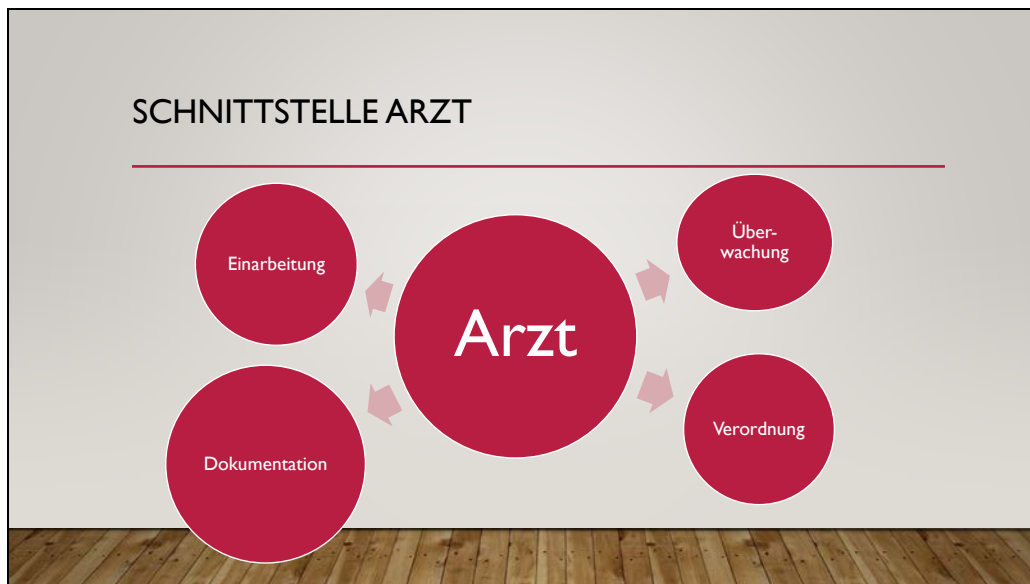 SCHNITTSTELLE ARZT
Einarbeitung
Über-
wachung
Arzt
Dokumentation
Verordnung